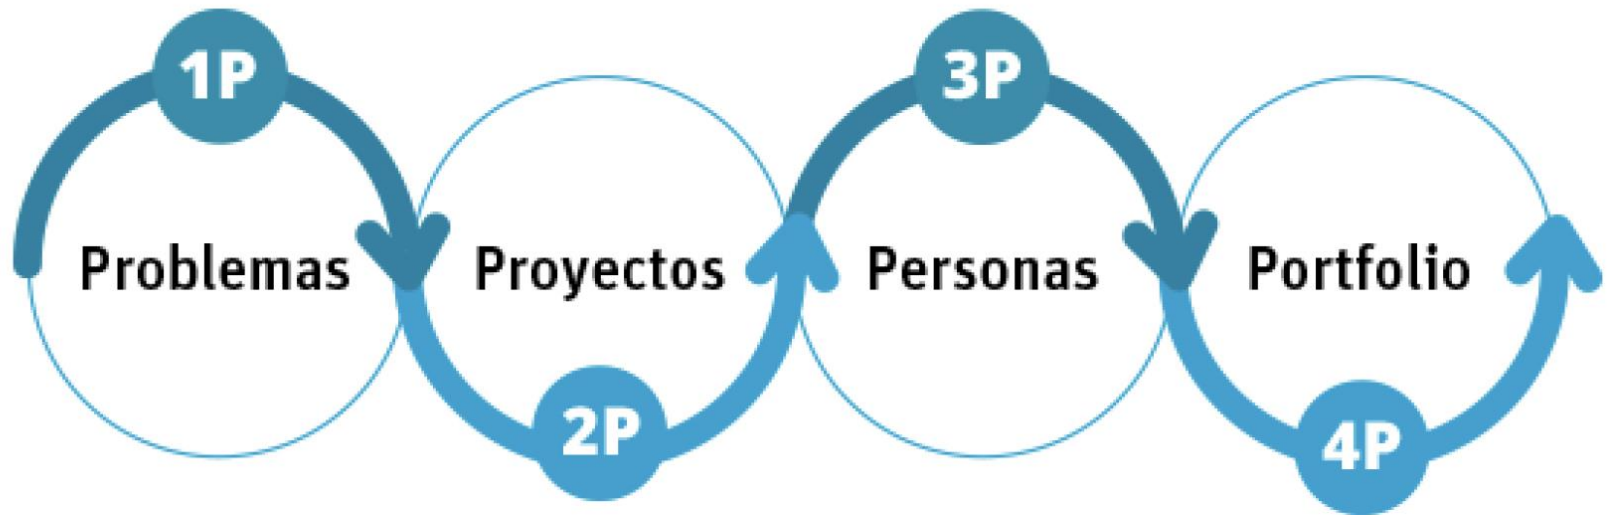 1P
Problemas
2P
Proyectos
3P
Personas
4P
Portfolio